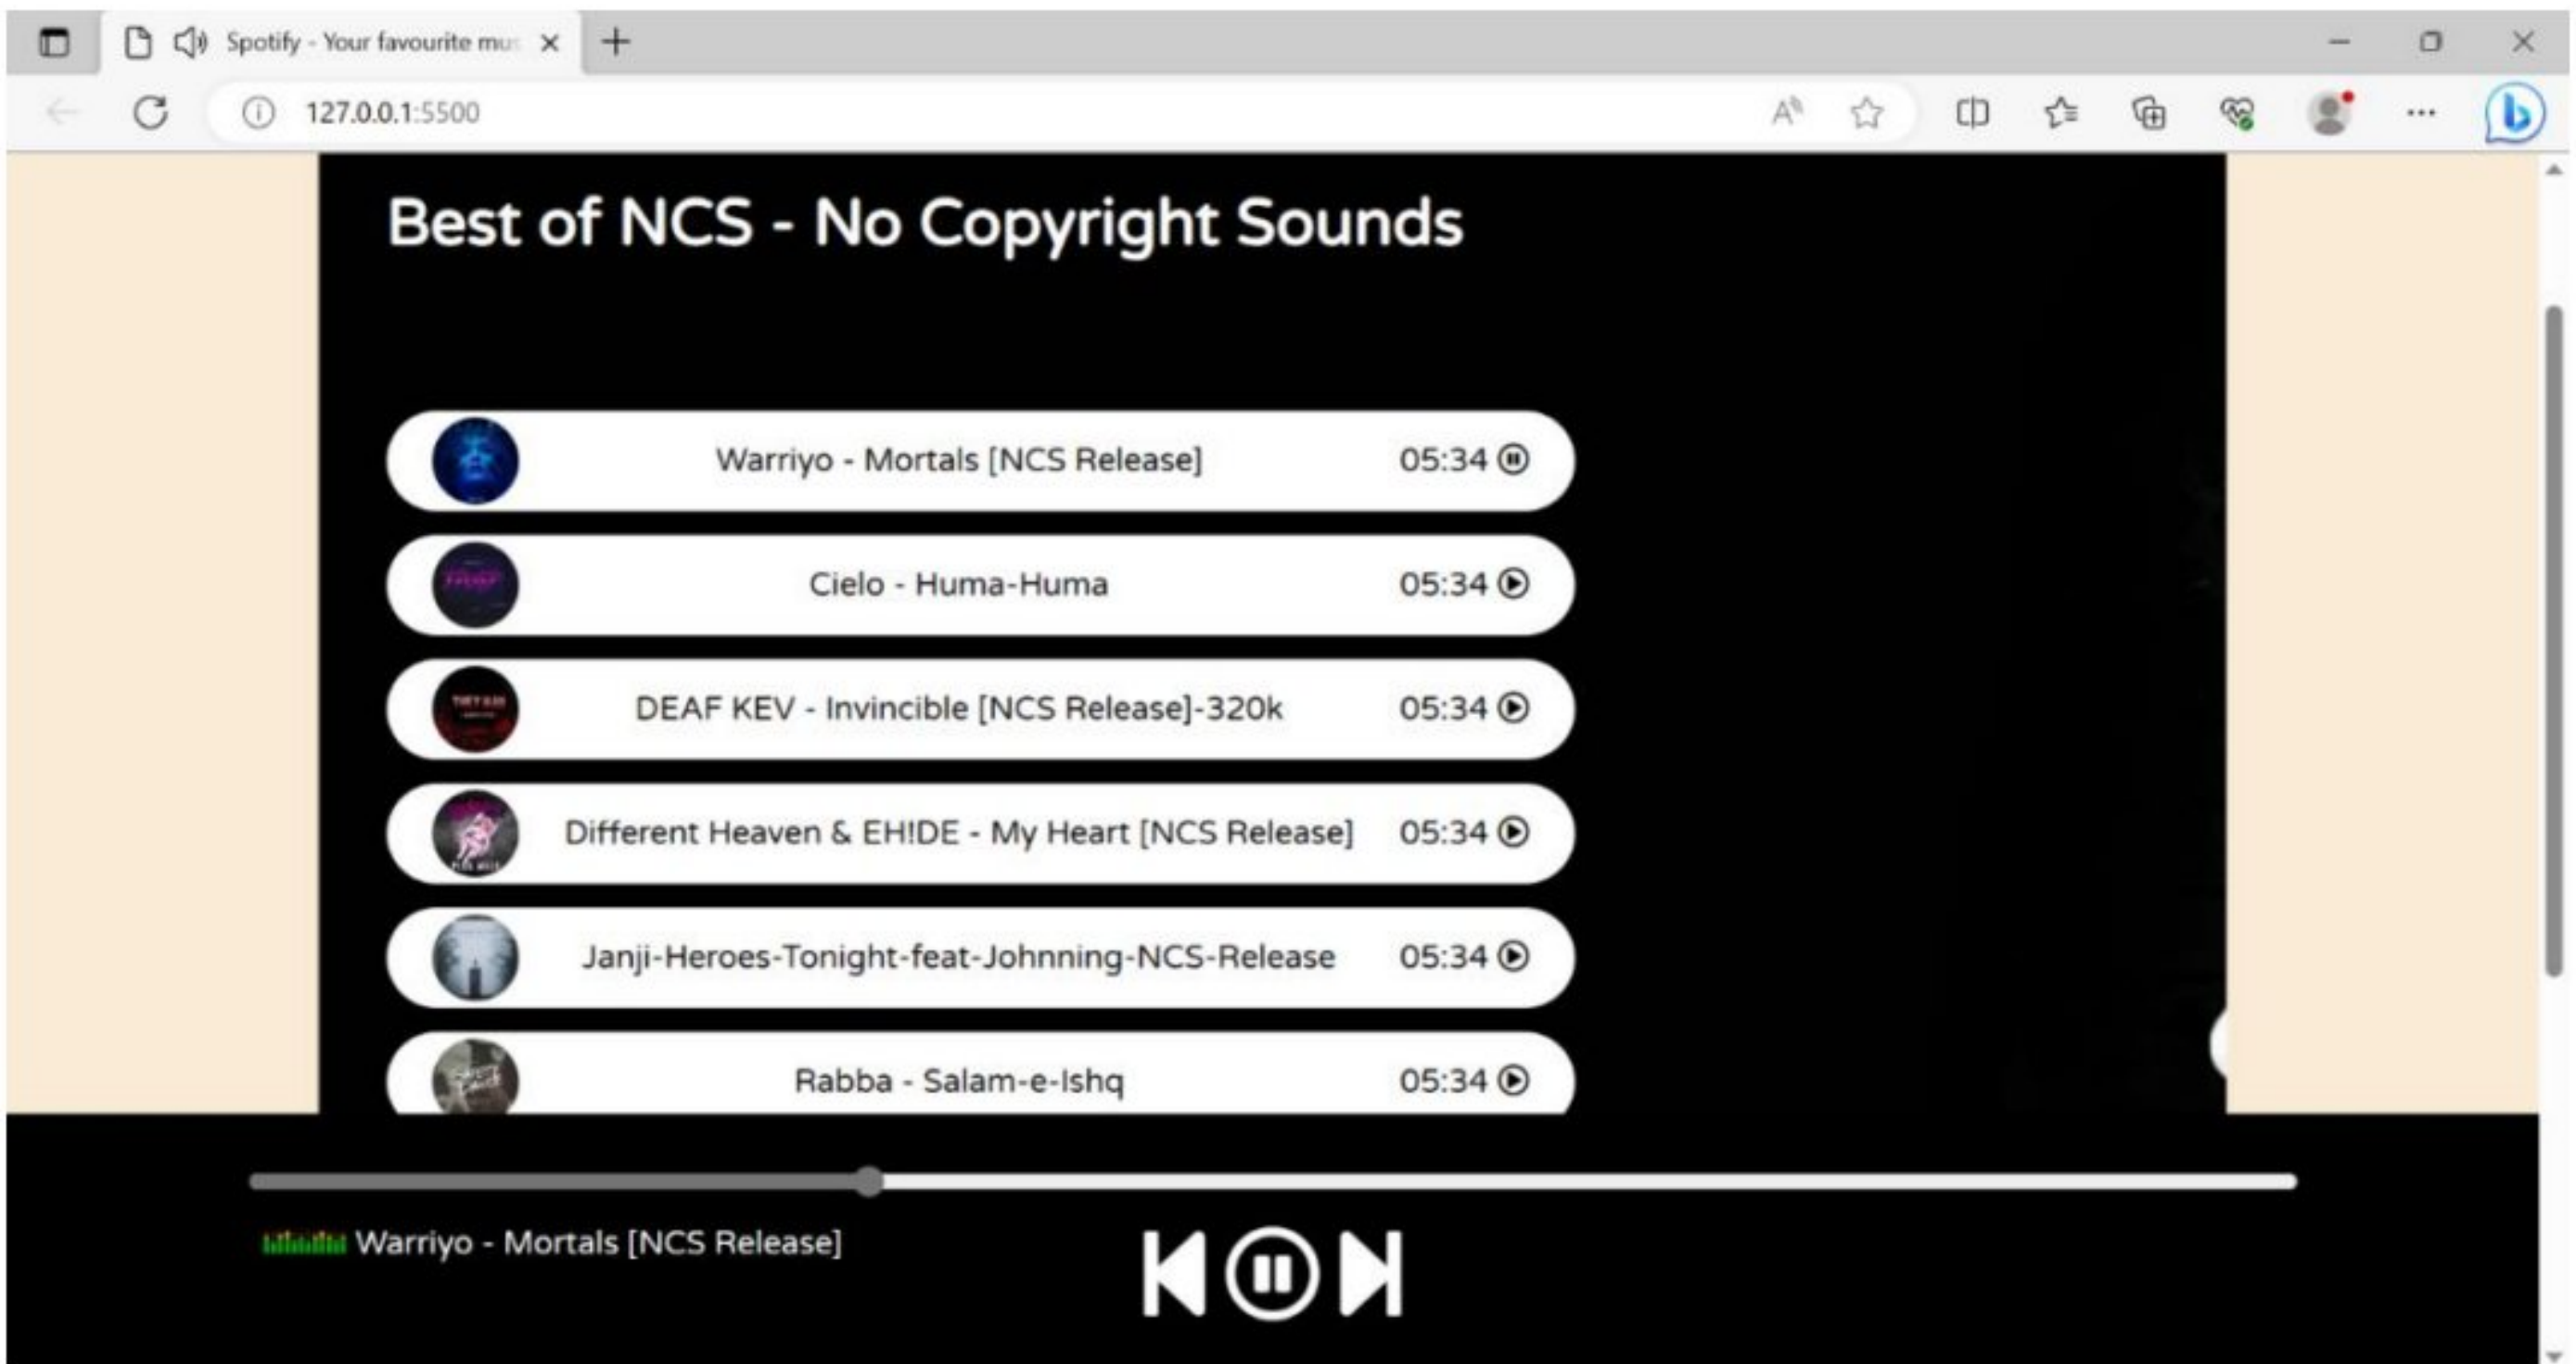 Spotify - Your favourite mus
127.0.0.1:5500
Best of NCS - No Copyright Sounds
Warriyo - Mortals [NCS Release] 05:34
Cielo - Huma-Huma 05:34
DEAF KEV - Invincible [NCS Release]-320k 05:34
Different Heaven & EH!DE - My Heart [NCS Release] 05:34
Janji-Heroes-Tonight-feat-Johnning-NCS-Release 05:34
Rabba - Salam-e-Ishq 05:34
Warriyo - Mortals [NCS Release]